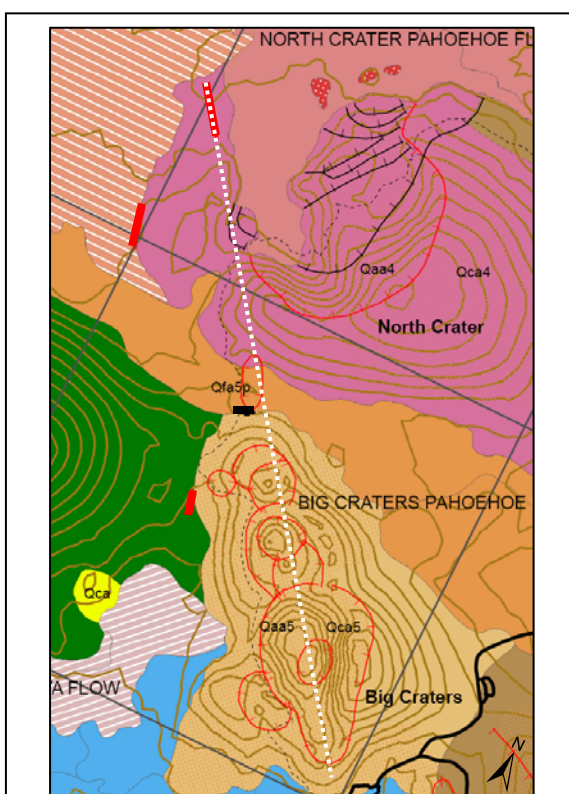 NORTH CRATER PAHOEHOE FL
Qaa4
Qca4
North Crater
Qfa5p
BIG CRATERS PAHOEHOE
Qca
Qaa5
Qca5
A FLOW
Big Craters
N